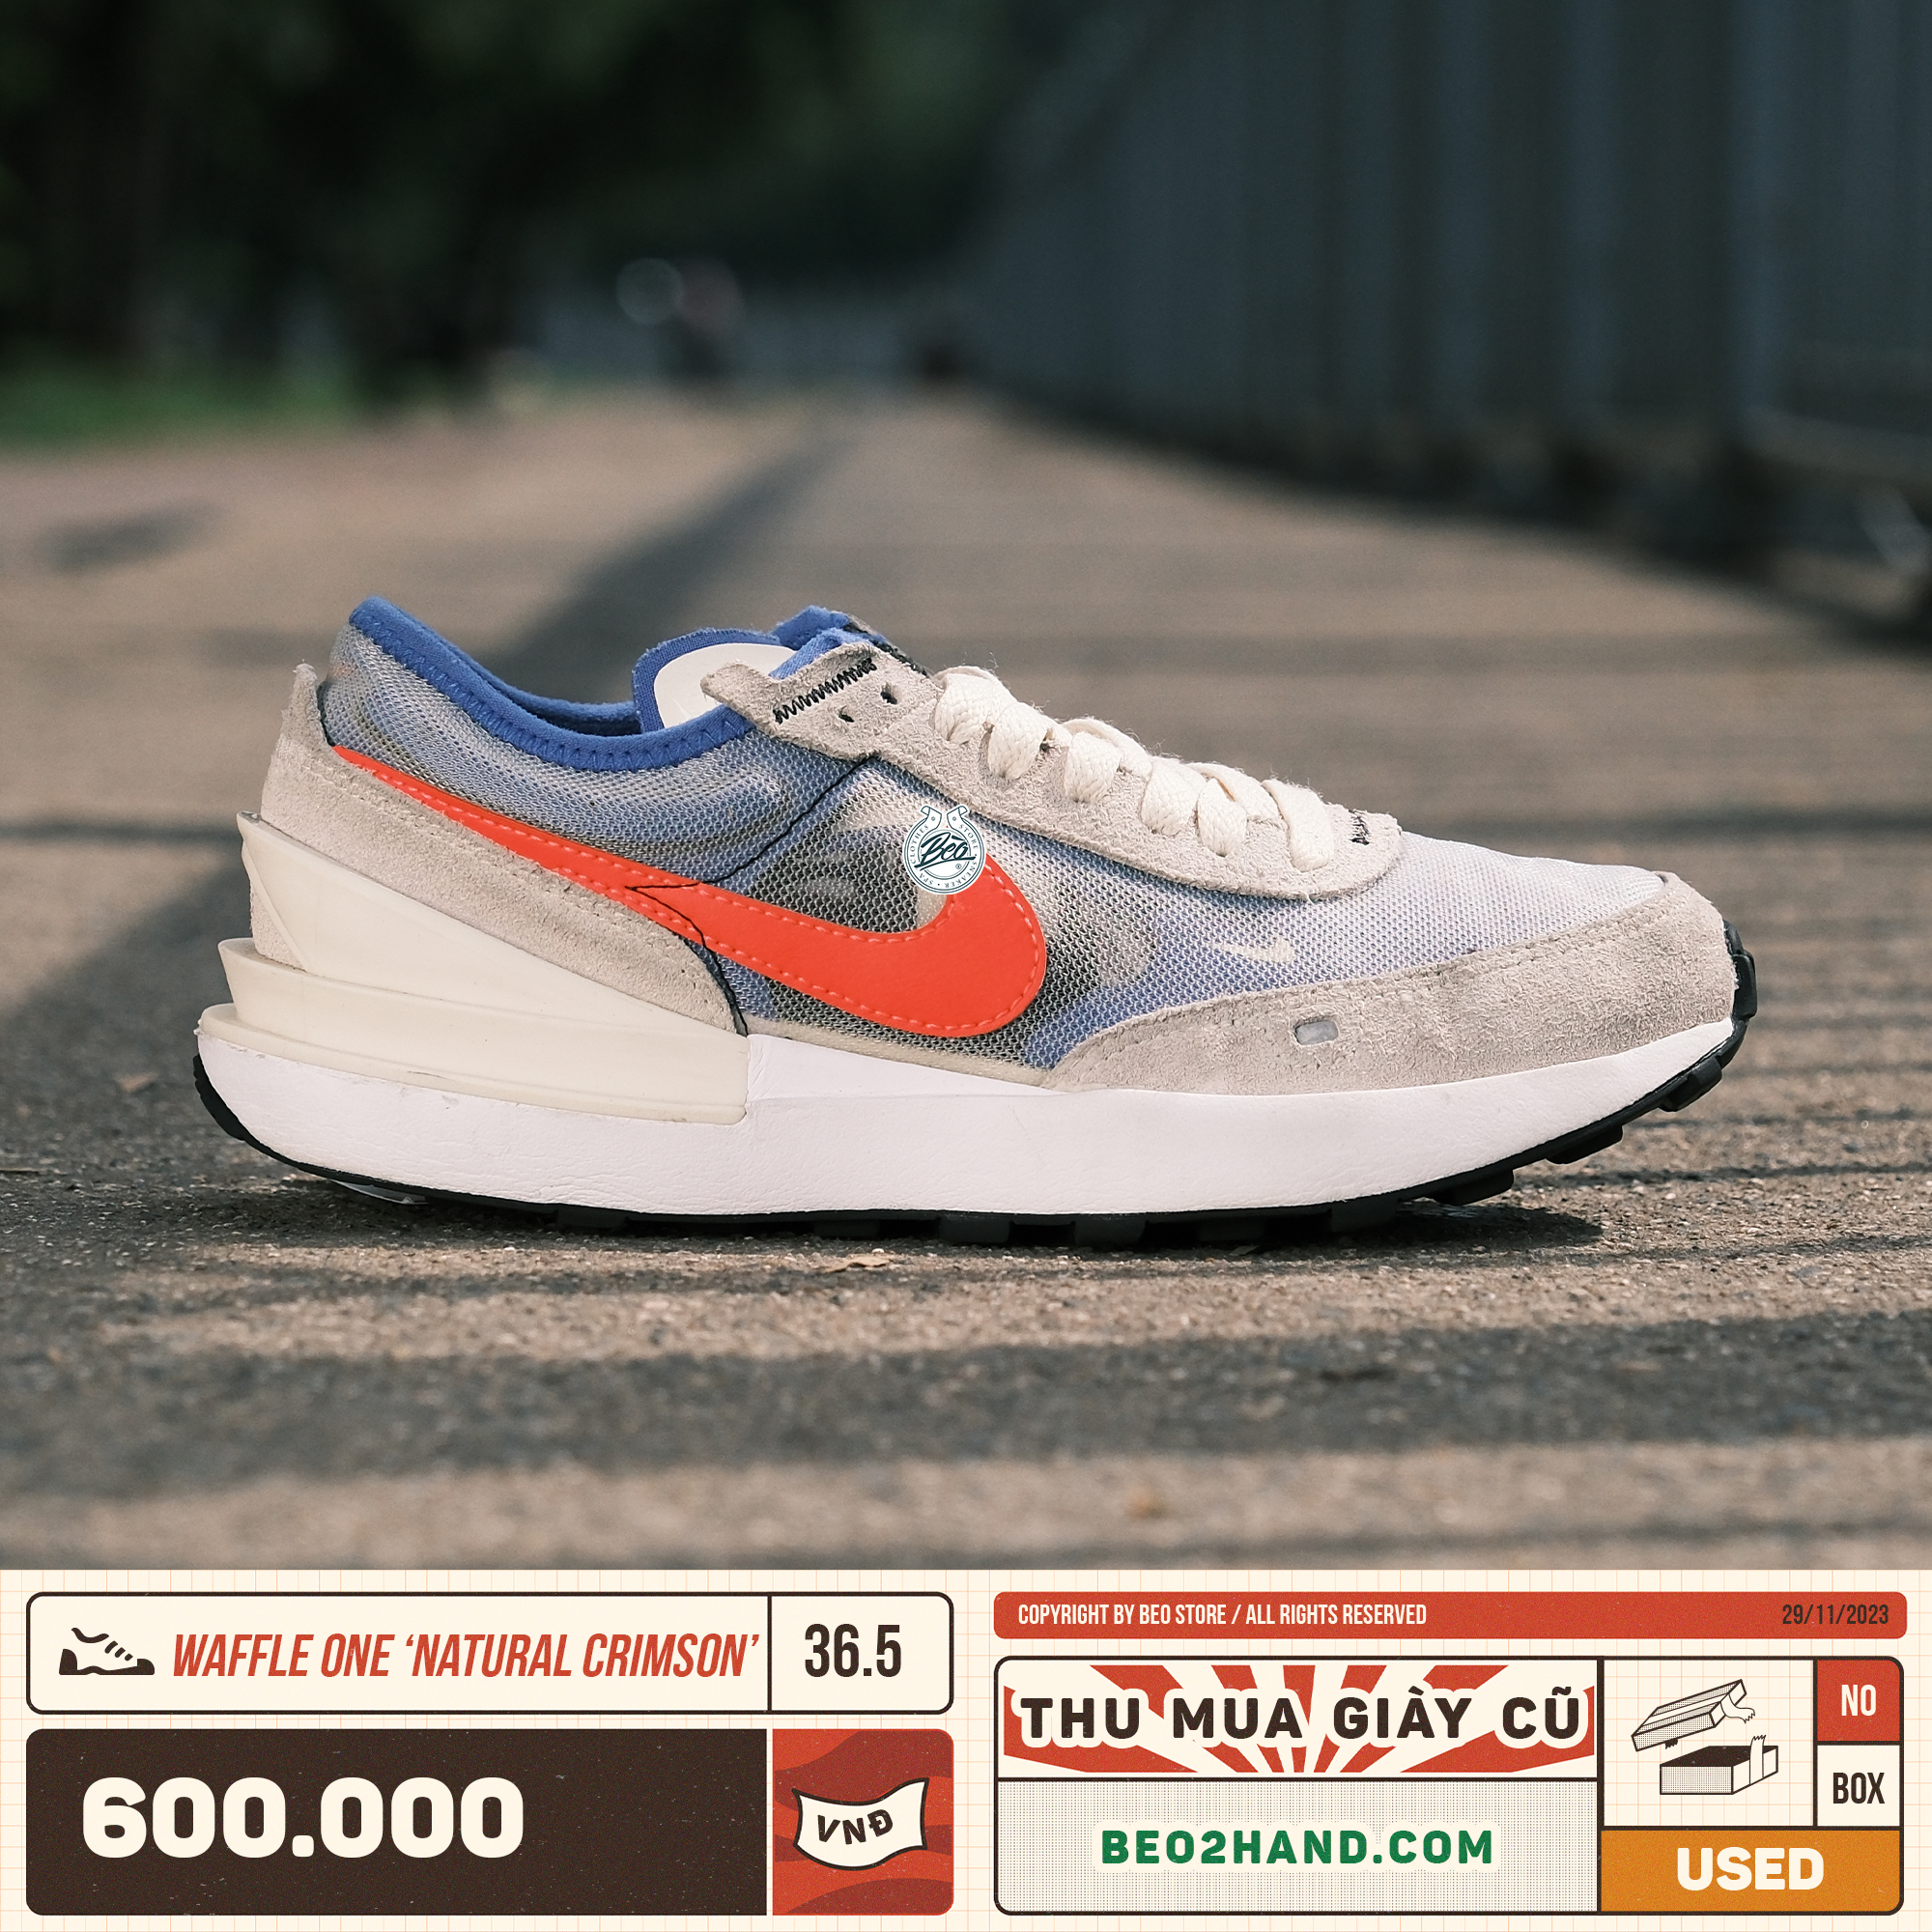 Bèo
WAFFLE ONE ‘NATURAL CRIMSON’
36.5
600.000
VNĐ
COPYRIGHT BY BEO STORE / ALL RIGHTS RESERVED
29/11/2023
THU MUA GIÀY CŨ
BEO2HAND.COM
NO
BOX
USED